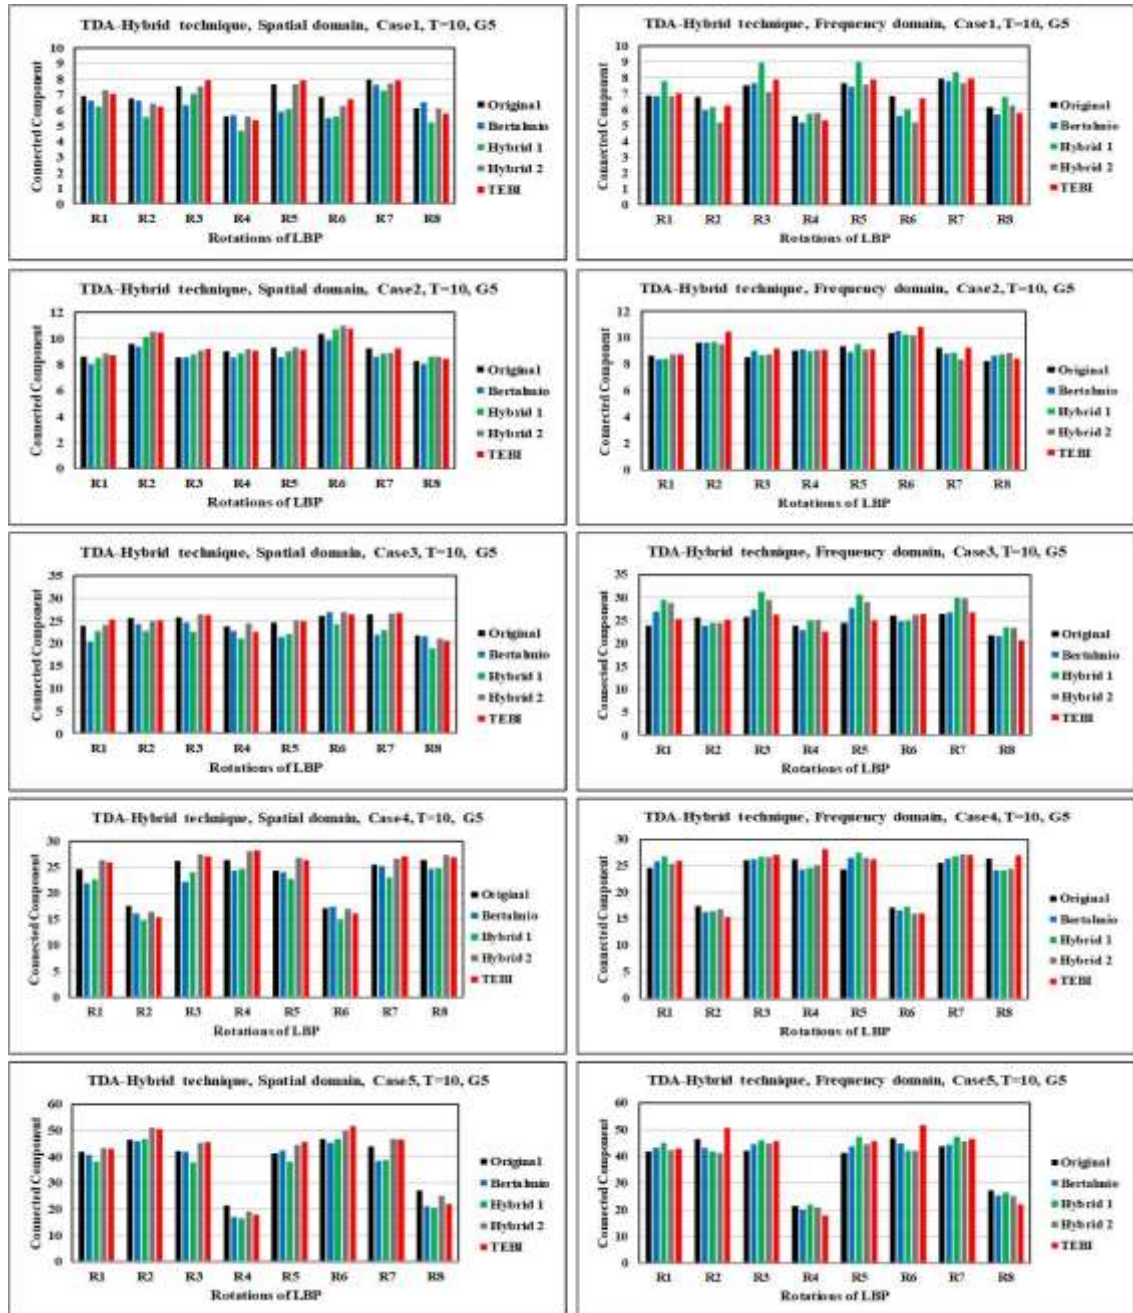 TDA-Hybrid technique, Spatial domain, Case1, T=10, G5
Connected Component
10
9
8
7
6
5
4
3
2
1
0
R1 R2 R3 R4 R5 R6 R7 R8
Rotations of LBP
Original
Bertalmio
Hybrid 1
Hybrid 2
TEBI
TDA-Hybrid technique, Frequency domain, Case1, T=10, G5
Connected Component
10
9
8
7
6
5
4
3
2
1
0
R1 R2 R3 R4 R5 R6 R7 R8
Rotations of LBP
Original
Bertalmio
Hybrid 1
Hybrid 2
TEBI
TDA-Hybrid technique, Spatial domain, Case2, T=10, G5
Connected Component
12
10
8
6
4
2
0
R1 R2 R3 R4 R5 R6 R7 R8
Rotations of LBP
Original
Bertalmio
Hybrid 1
Hybrid 2
TEBI
TDA-Hybrid technique, Frequency domain, Case2, T=10, G5
Connected Component
12
10
8
6
4
2
0
R1 R2 R3 R4 R5 R6 R7 R8
Rotations of LBP
Original
Bertalmio
Hybrid 1
Hybrid 2
TEBI
TDA-Hybrid technique, Spatial domain, Case3, T=10, G5
Connected Component
35
30
25
20
15
10
5
0
R1 R2 R3 R4 R5 R6 R7 R8
Rotations of LBP
Original
Bertalmio
Hybrid 1
Hybrid 2
TEBI
TDA-Hybrid technique, Frequency domain, Case3, T=10, G5
Connected Component
35
30
25
20
15
10
5
0
R1 R2 R3 R4 R5 R6 R7 R8
Rotations of LBP
Original
Bertalmio
Hybrid 1
Hybrid 2
TEBI
TDA-Hybrid technique, Spatial domain, Case4, T=10, G5
Connected Component
30
25
20
15
10
5
0
R1 R2 R3 R4 R5 R6 R7 R8
Rotations of LBP
Original
Bertalmio
Hybrid 1
Hybrid 2
TEBI
TDA-Hybrid technique, Frequency domain, Case4, T=10, G5
Connected Component
30
25
20
15
10
5
0
R1 R2 R3 R4 R5 R6 R7 R8
Rotations of LBP
Original
Bertalmio
Hybrid 1
Hybrid 2
TEBI
TDA-Hybrid technique, Spatial domain, Case5, T=10, G5
Connected Component
60
50
40
30
20
10
0
R1 R2 R3 R4 R5 R6 R7 R8
Rotations of LBP
Original
Bertalmio
Hybrid 1
Hybrid 2
TEBI
TDA-Hybrid technique, Frequency domain, Case5, T=10, G5
Connected Component
60
50
40
30
20
10
0
R1 R2 R3 R4 R5 R6 R7 R8
Rotations of LBP
Original
Bertalmio
Hybrid 1
Hybrid 2
TEBI